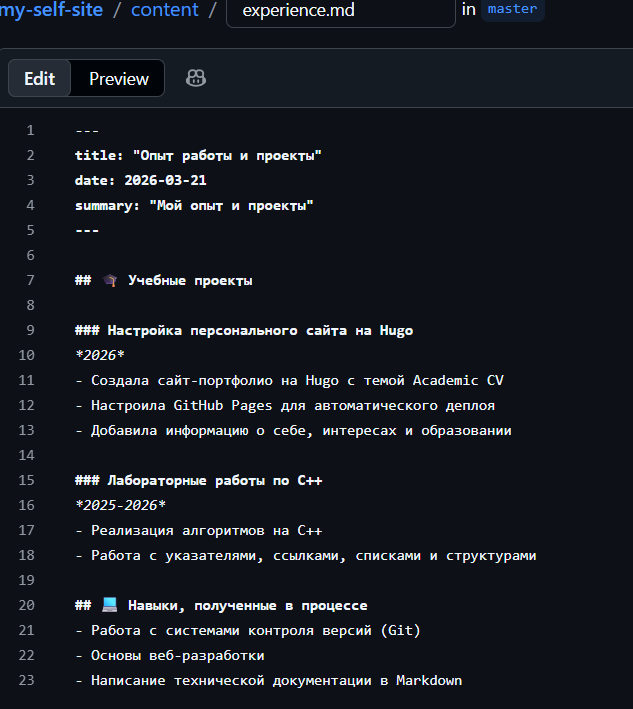 my-self-site / content / experience.md in master
Edit Preview
1 ---
2 title: "Опыт работы и проекты"
3 date: 2026-03-21
4 summary: "Мой опыт и проекты"
5 ---
6
7 ## 🎓 Учебные проекты
8
9 ### Настройка персонального сайта на Hugo
10 *2026*
11 - Создала сайт-портфолио на Hugo с темой Academic CV
12 - Настроила GitHub Pages для автоматического деплоя
13 - Добавила информацию о себе, интересах и образовании
14
15 ### Лабораторные работы по C++
16 *2025-2026*
17 - Реализация алгоритмов на C++
18 - Работа с указателями, ссылками, списками и структурами
19
20 ## 💻 Навыки, полученные в процессе
21 - Работа с системами контроля версий (Git)
22 - Основы веб-разработки
23 - Написание технической документации в Markdown